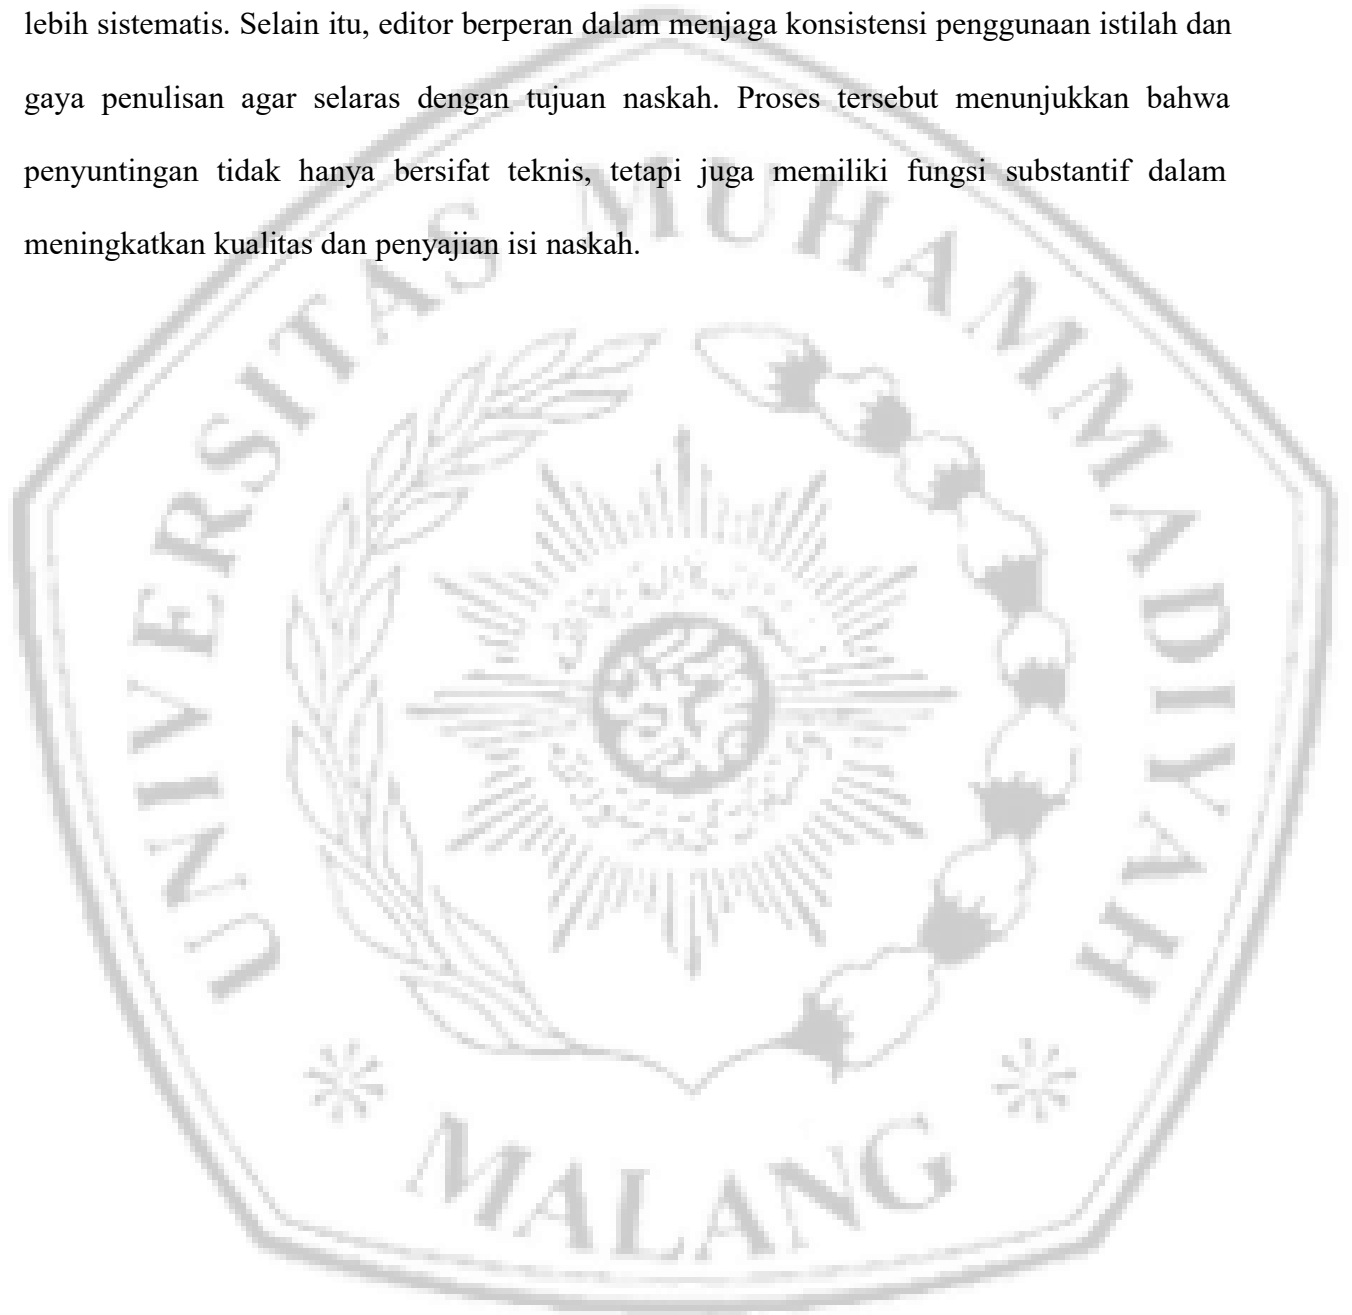 lebih sistematis. Selain itu, editor berperan dalam menjaga konsistensi penggunaan istilah dan
gaya penulisan agar selaras dengan tujuan naskah. Proses tersebut menunjukkan bahwa
penyuntingan tidak hanya bersifat teknis, tetapi juga memiliki fungsi substantif dalam
meningkatkan kualitas dan penyajian isi naskah.
UNIVERSITAS MUHAMMADIYAH
MALANG